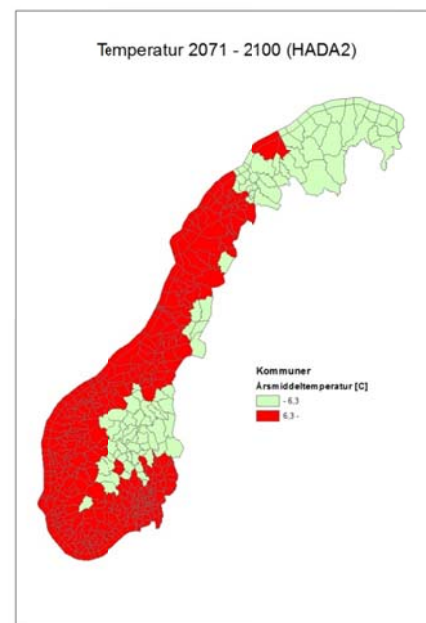 Temperatur 2071 - 2100 (HADA2)
Kommuner
Årsmiddeltemperatur [C]
- 6,3
6,3 -